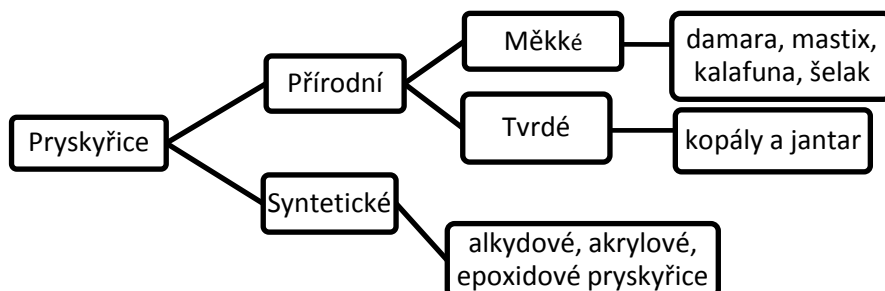 Pryskyřice
Přírodní
Měkké
damara, mastix,
kalafuna, šelak
Tvrdé
kopály a jantar
Syntetické
alkydové, akrylové,
epoxidové pryskyřice